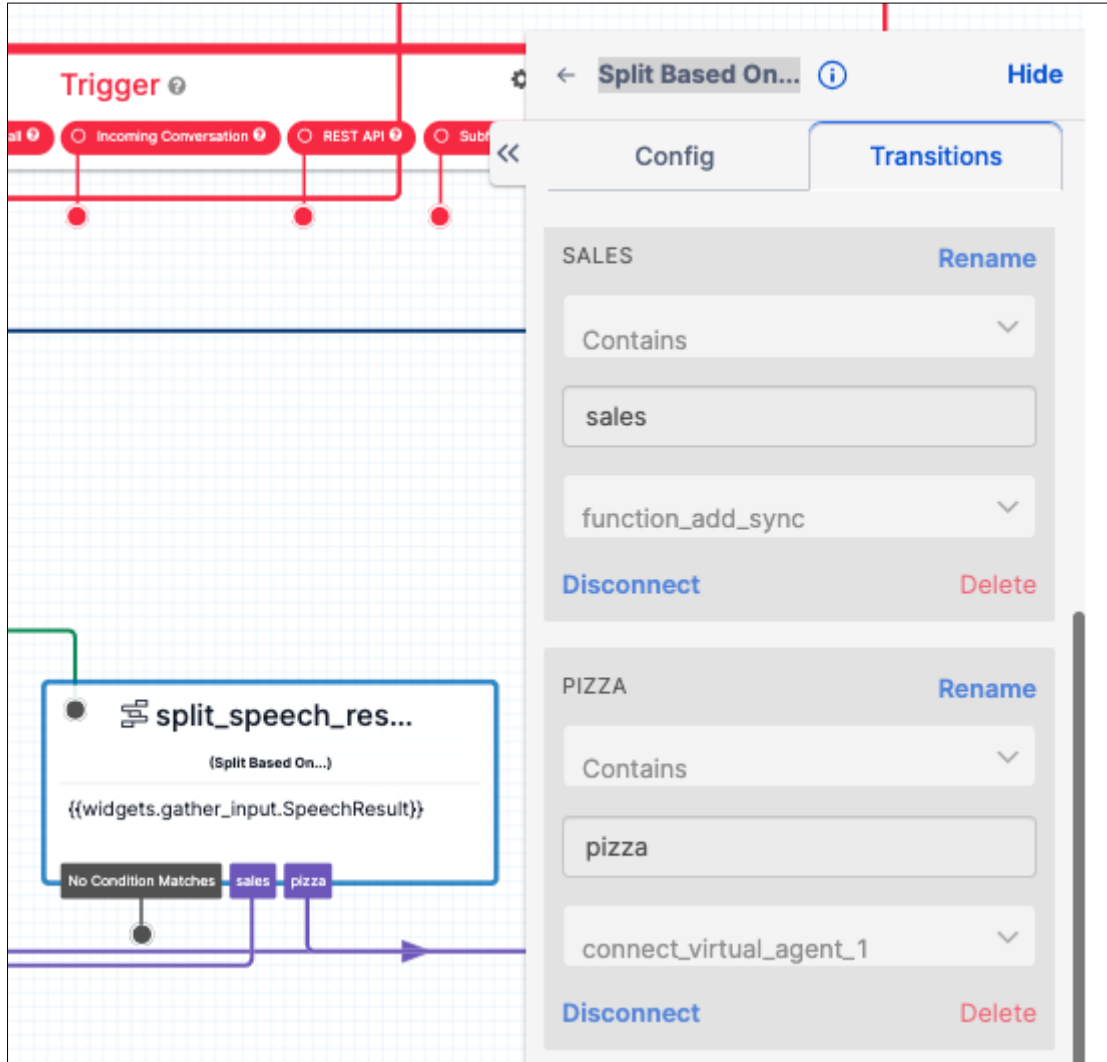 Trigger
Incoming Conversation
REST API
Split Based On...
Hide
Config
Transitions
SALES
Rename
Contains
sales
function_add_sync
Disconnect
Delete
PIZZA
Rename
Contains
pizza
connect_virtual_agent_1
Disconnect
Delete
split_speech_res...
(Split Based On...)
{{widgets.gather_input.SpeechResult}}
No Condition Matches
sales
pizza